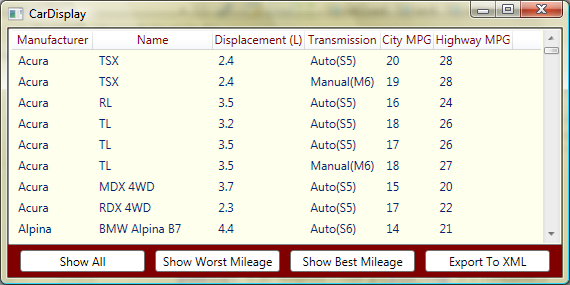 CarDisplay
Manufacturer Name Displacement (L) Transmission City MPG Highway MPG
Acura TSX 2.4 Auto(S5) 20 28
Acura TSX 2.4 Manual(M6) 19 28
Acura RL 3.5 Auto(S5) 16 24
Acura TL 3.2 Auto(S5) 18 26
Acura TL 3.5 Auto(S5) 17 26
Acura TL 3.5 Manual(M6) 18 27
Acura MDX 4WD 3.7 Auto(S5) 15 20
Acura RDX 4WD 2.3 Auto(S5) 17 22
Alpina BMW Alpina B7 4.4 Auto(S6) 14 21
Show All Show Worst Mileage Show Best Mileage Export To XML